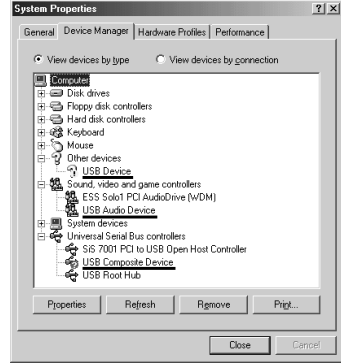 System Properties
General Device Manager Hardware Profiles Performance
View devices by type View devices by connection
Computer
Disk drives
Floppy disk controllers
Hard disk controllers
Keyboard
Mouse
Other devices
USB Device
Sound, video and game controllers
ESS Solo1 PCI AudioDrive (WDM)
USB Audio Device
System devices
Universal Serial Bus controllers
SiS 7001 PCI to USB Open Host Controller
USB Composite Device
USB Root Hub
Properties Refresh Remove Print...
Close Cancel